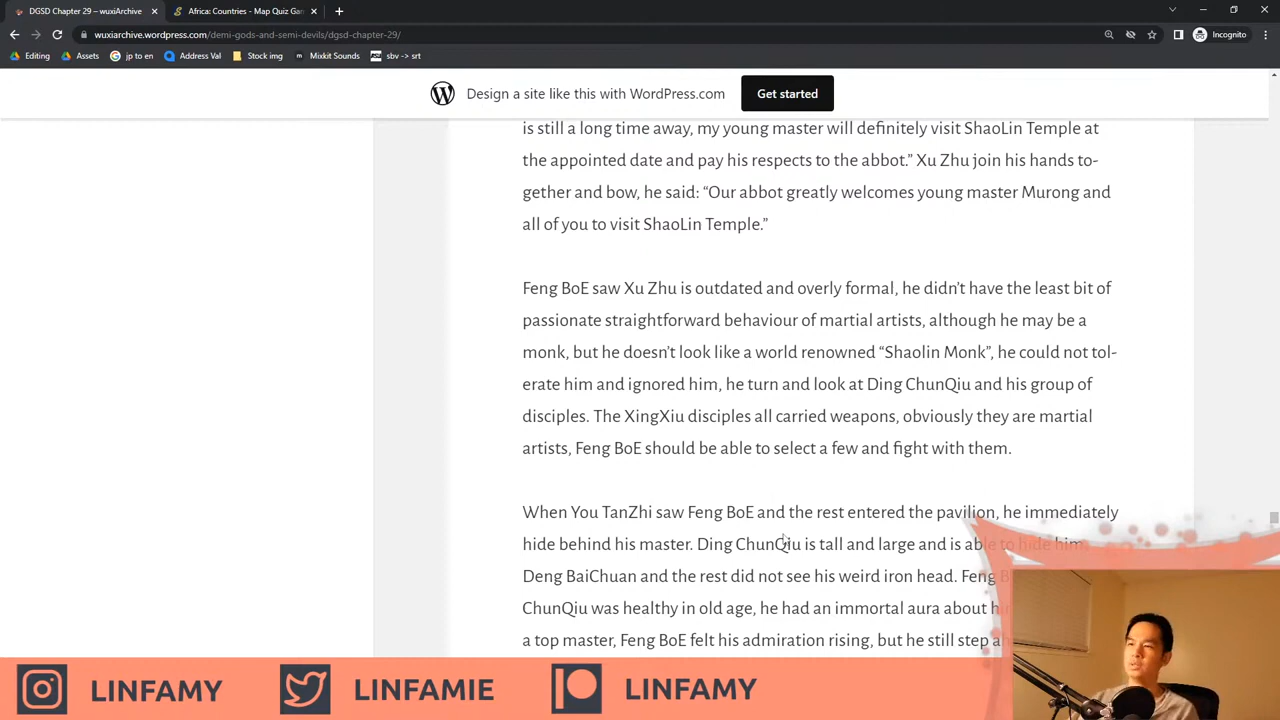 DGSD Chapter 29 – wuxiArchive
Africa: Countries - Map Quiz Gam
wuxiArchive.wordpress.com/demi-gods-and-semi-devils/dgsd-chapter-29/
Incognito
Editing
Assets
jp to en
Address Val
Stock img
Mixkit Sounds
sbv -> srt
Design a site like this with WordPress.com
Get started
is still a long time away, my young master will definitely visit ShaoLin Temple at
the appointed date and pay his respects to the abbot.” Xu Zhu join his hands to-
gether and bow, he said: “Our abbot greatly welcomes young master Murong and
all of you to visit ShaoLin Temple.”
Feng BoE saw Xu Zhu is outdated and overly formal, he didn’t have the least bit of
passionate straightforward behaviour of martial artists, although he may be a
monk, but he doesn’t look like a world renowned “Shaolin Monk”, he could not tol-
erate him and ignored him, he turn and look at Ding ChunQiu and his group of
disciples. The XingXiu disciples all carried weapons, obviously they are martial
artists, Feng BoE should be able to select a few and fight with them.
When You TanZhi saw Feng BoE and the rest entered the pavilion, he immediately
hide behind his master. Ding ChunQiu is tall and large and is able to hide him.
Deng BaiChuan and the rest did not see his weird iron head. Feng
ChunQiu was healthy in old age, he had an immortal aura about
a top master, Feng BoE felt his admiration rising, but he still step
LINFAMY
LINFAMIE
LINFAMY